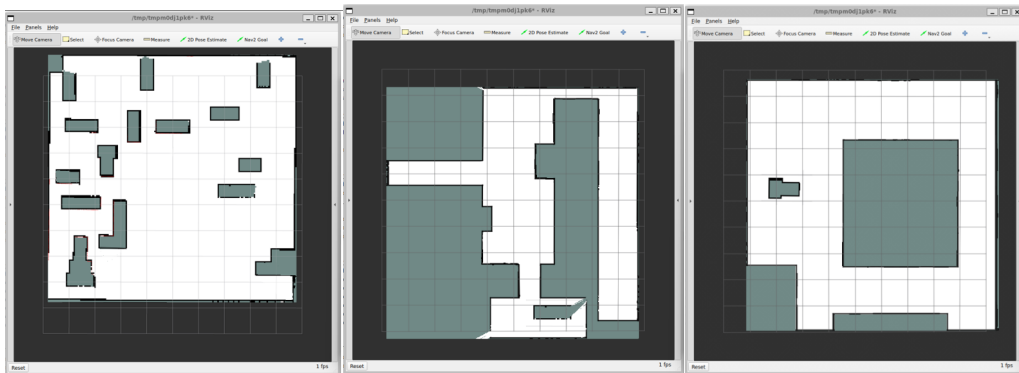 /tmp/tmpm0dj1pk6* - RViz
File Panels Help
Move Camera Select Focus Camera Measure 2D Pose Estimate Nav2 Goal
Reset 1 fps
/tmp/tmpm0dj1pk6* - RViz
File Panels Help
Move Camera Select Focus Camera Measure 2D Pose Estimate Nav2 Goal
Reset 1 fps
/tmp/tmpm0dj1pk6* - RViz
File Panels Help
Move Camera Select Focus Camera Measure 2D Pose Estimate Nav2 Goal
Reset 1 fps